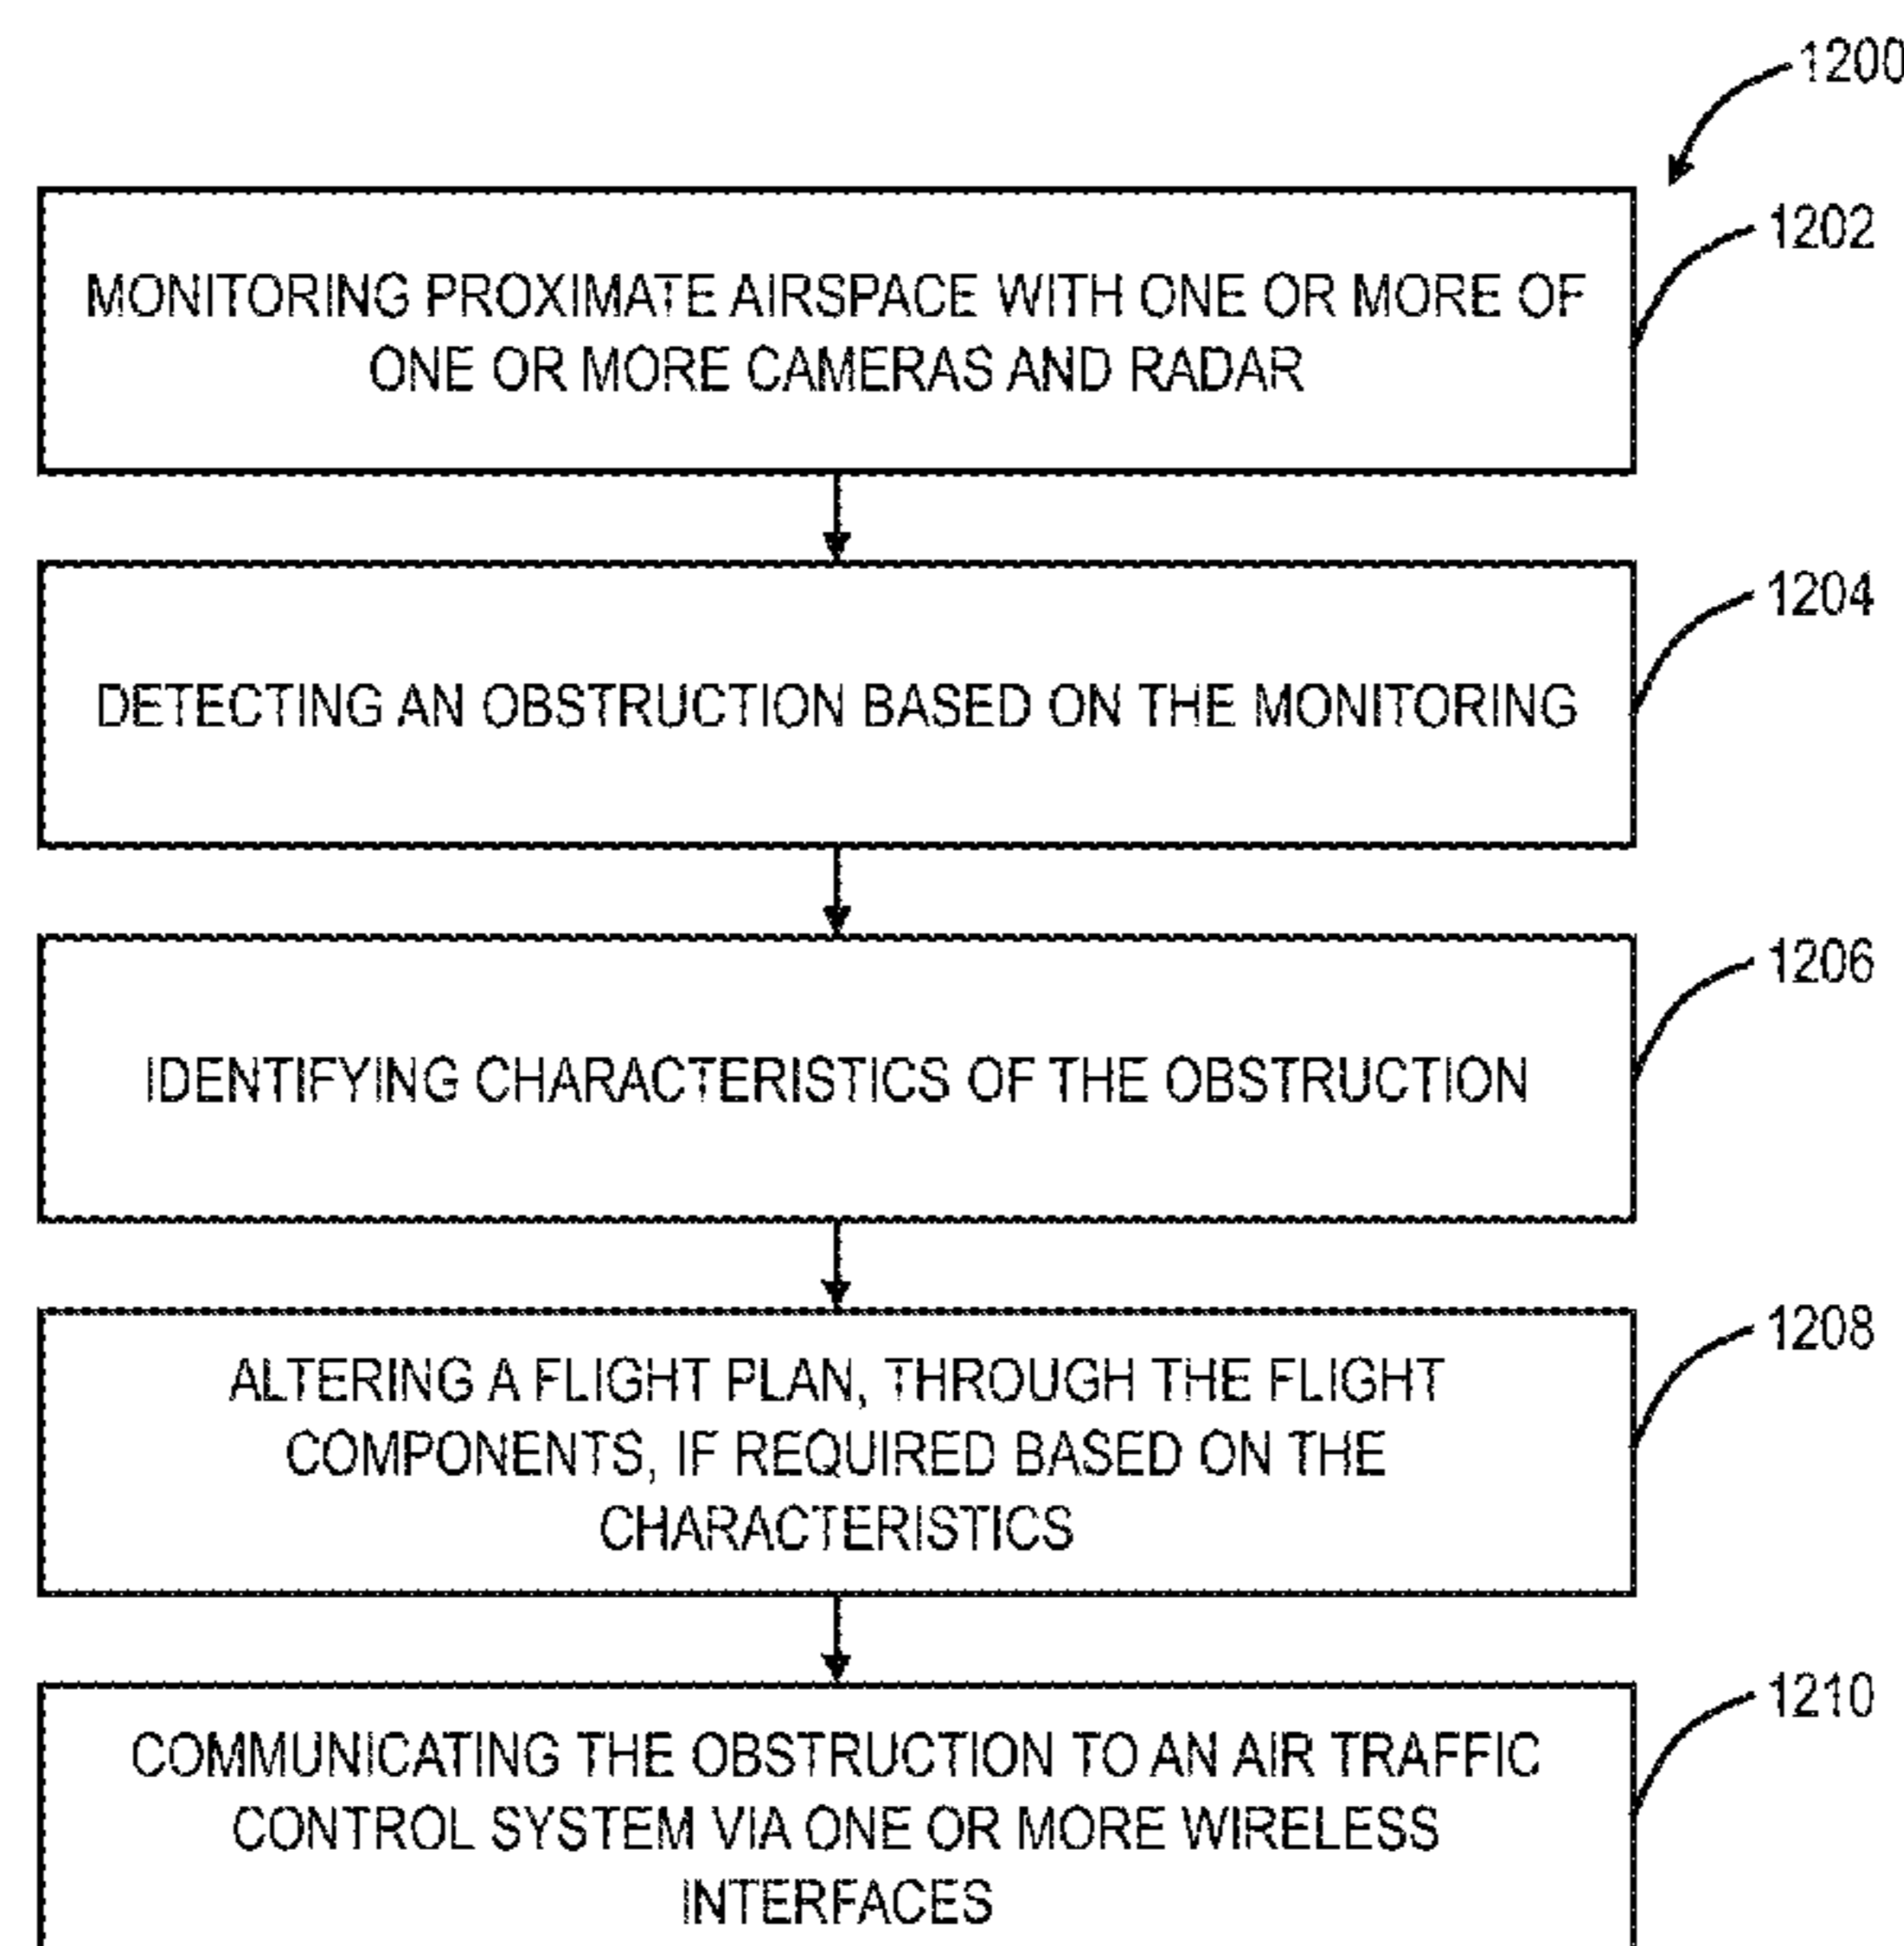 1200
1202
MONITORING PROXIMATE AIRSPACE WITH ONE OR MORE OF
ONE OR MORE CAMERAS AND RADAR
1204
DETECTING AN OBSTRUCTION BASED ON THE MONITORING
1206
IDENTIFYING CHARACTERISTICS OF THE OBSTRUCTION
1208
ALTERING A FLIGHT PLAN, THROUGH THE FLIGHT
COMPONENTS, IF REQUIRED BASED ON THE
CHARACTERISTICS
1210
COMMUNICATING THE OBSTRUCTION TO AN AIR TRAFFIC
CONTROL SYSTEM VIA ONE OR MORE WIRELESS
INTERFACES